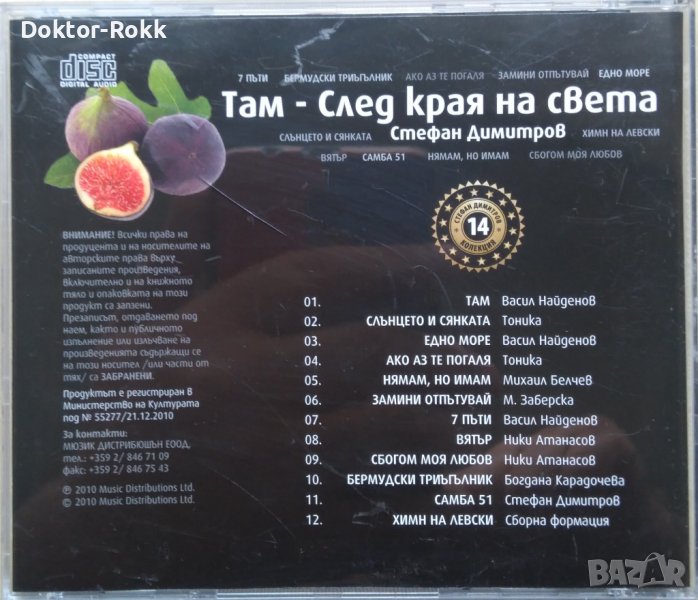 Doktor-Rokk
COMPACT
disc
DIGITAL AUDIO
7 ПЪТИ БЕРМУДСКИ ТРИЪГЪЛНИК АКО АЗ ТЕ ПОГАЛЯ ЗАМИНИ ОТПЪТУВАЙ ЕДНО МОРЕ
Там - След края на света
СЛЪНЦЕТО И СЯНКАТА Стефан Димитров ХИМН НА ЛЕВСКИ
ВЯТЪР САМБА 51 НЯМАМ, НО ИМАМ СБОГОМ МОЯ ЛЮБОВ
СТЕФАН ДИМИТРОВ
14
КОЛЕКЦИЯ
ВНИМАНИЕ! Всички права на
продуцента и на носителите на
авторските права върху
записаните произведения,
включително и на книжното
тяло и опаковката на този
продукт са запзени.
Презаписът, отдаването под
наем, както и публичното
изпълнение или излъчване на
произведенията съдържащи се
на този носител /или части от
тях/ са ЗАБРАНЕНИ.
Продуктът е регистриран в
Министерство на Културата
под № 55277/21.12.2010
За контакти:
МЮЗИК ДИСТРИБЮШЪН ЕООД,
тел.: +359 2/ 846 71 09
факс: +359 2/ 846 75 43
℗ 2010 Music Distributions Ltd.
© 2010 Music Distributions Ltd.
01. ТАМ Васил Найденов
02. СЛЪНЦЕТО И СЯНКАТА Тоника
03. ЕДНО МОРЕ Васил Найденов
04. АКО АЗ ТЕ ПОГАЛЯ Тоника
05. НЯМАМ, НО ИМАМ Михаил Белчев
06. ЗАМИНИ ОТПЪТУВАЙ М. Заберска
07. 7 ПЪТИ Васил Найденов
08. ВЯТЪР Ники Атанасов
09. СБОГОМ МОЯ ЛЮБОВ Ники Атанасов
10. БЕРМУДСКИ ТРИЪГЪЛНИК Богдана Карадочева
11. САМБА 51 Стефан Димитров
12. ХИМН НА ЛЕВСКИ Сборна формация
BAZAR